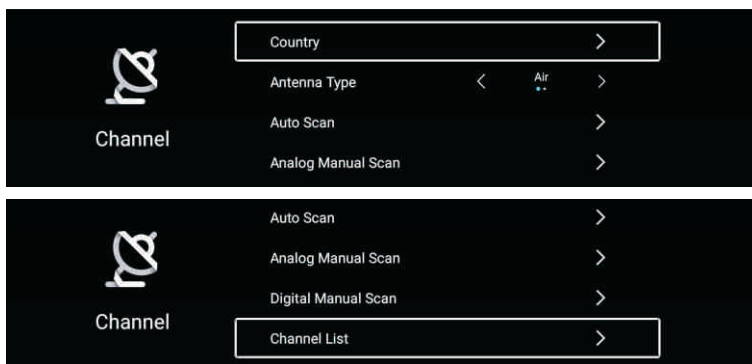 Country
Antenna Type Air
Auto Scan
Analog Manual Scan
Channel
Auto Scan
Analog Manual Scan
Digital Manual Scan
Channel List
Channel